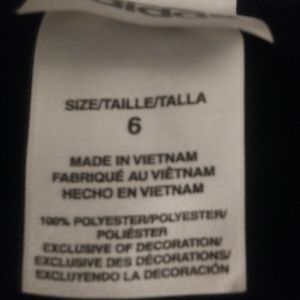 adidas
SIZE/TAILLE/TALLA
6
MADE IN VIETNAM
FABRIQUÉ AU VIÊTNAM
HECHO EN VIETNAM
100% POLYESTER/POLYESTER/
POLIÉSTER
EXCLUSIVE OF DECORATION/
EXCLUSIVE DES DÉCORATIONS/
EXCLUYENDO LA DECORACIÓN